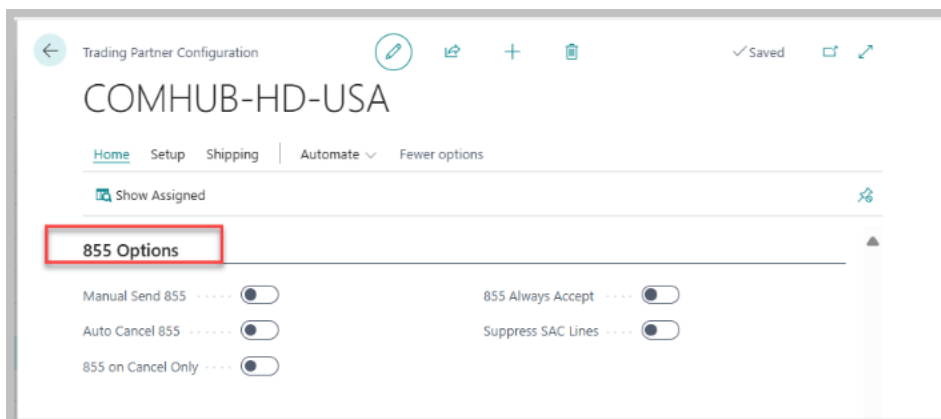 Trading Partner Configuration
Saved
COMHUB-HD-USA
Home Setup Shipping Automate Fewer options
Show Assigned
855 Options
Manual Send 855 855 Always Accept
Auto Cancel 855 Suppress SAC Lines
855 on Cancel Only